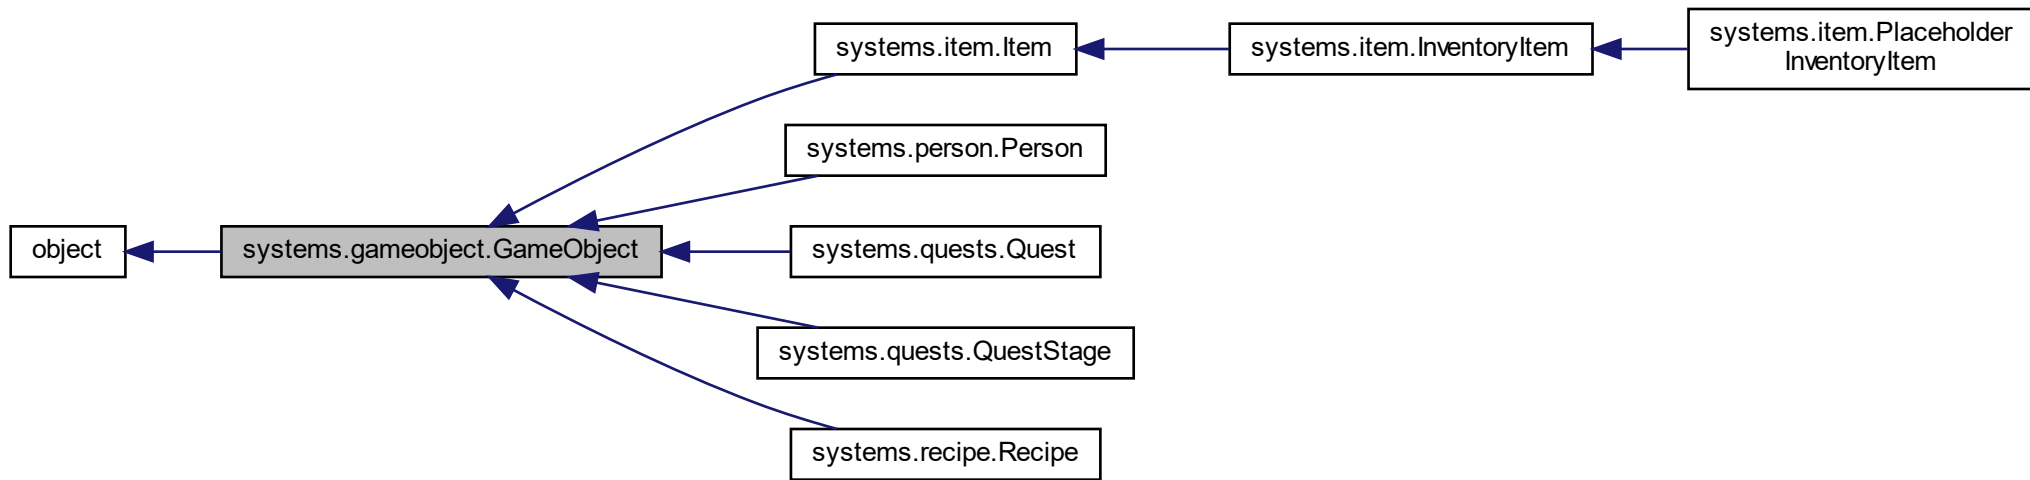 systems.item.Item
systems.item.InventoryItem
systems.item.Placeholder
InventoryItem
systems.person.Person
object
systems.gameobject.GameObject
systems.quests.Quest
systems.quests.QuestStage
systems.recipe.Recipe